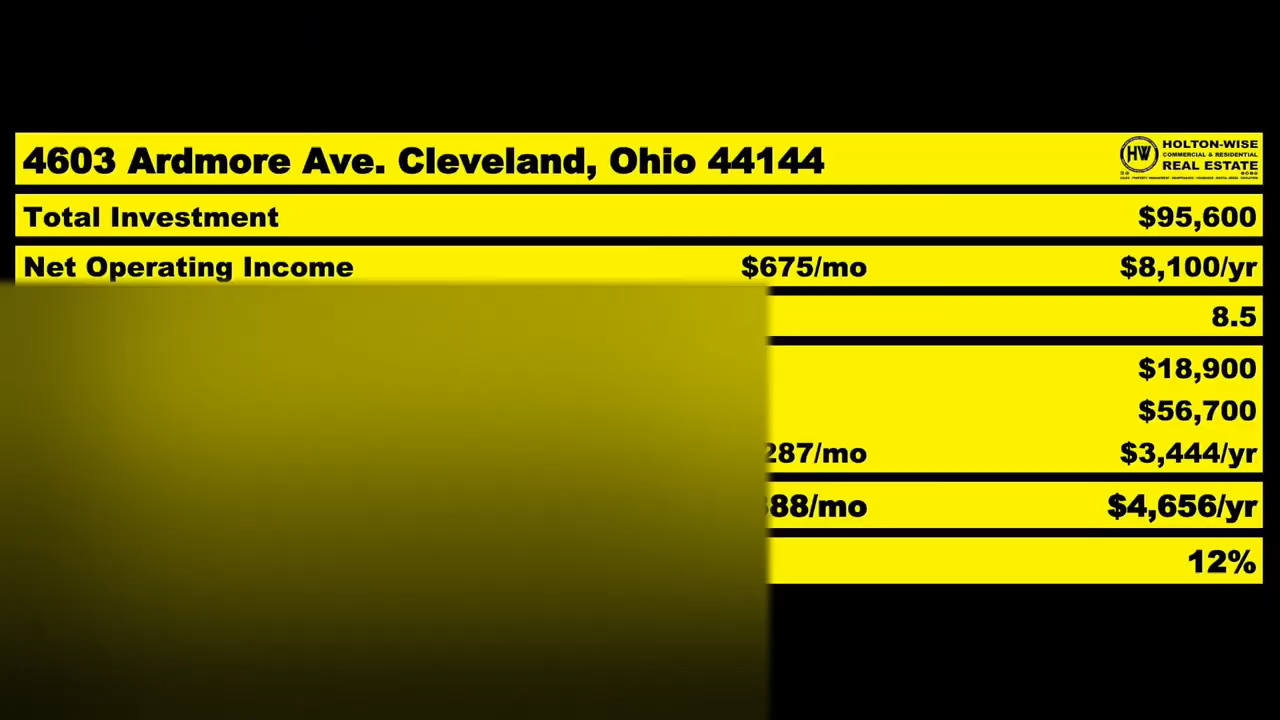 4603 Ardmore Ave. Cleveland, Ohio 44144
HW
HOLTON-WISE
COMMERCIAL & RESIDENTIAL
REAL ESTATE
Total Investment $95,600
Net Operating Income $675/mo $8,100/yr
8.5
$18,900
$56,700
287/mo $3,444/yr
88/mo $4,656/yr
12%